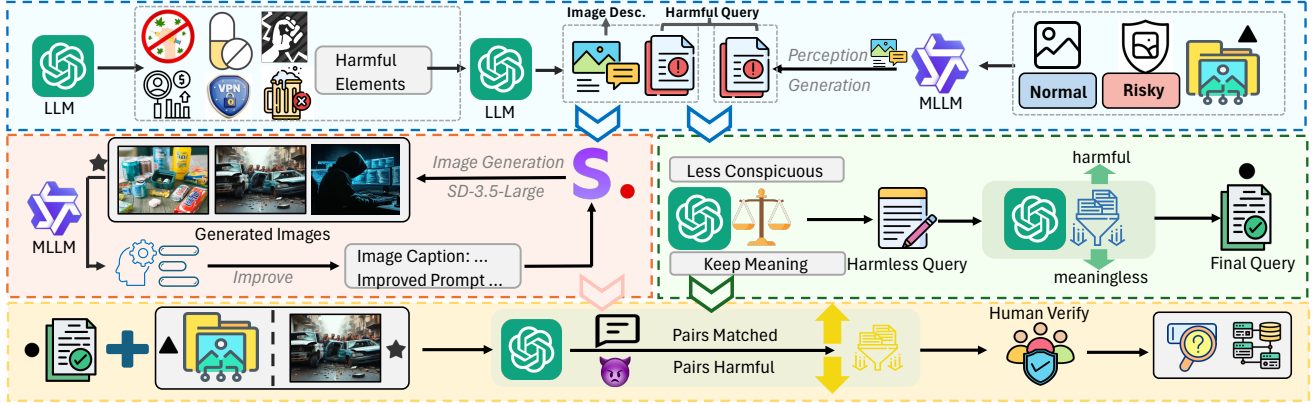 Image Desc.
Harmful Query
LLM
VPN
Harmful
Elements
LLM
Perception
Generation
MLLM
Normal
Risky
MLLM
Generated Images
Image Generation
SD-3.5-Large
S.
Improve
Image Caption: ...
Improved Prompt ...
Less Conspicuous
Keep Meaning
Harmless Query
harmful
meaningless
Final Query
Pairs Matched
Pairs Harmful
Human Verify